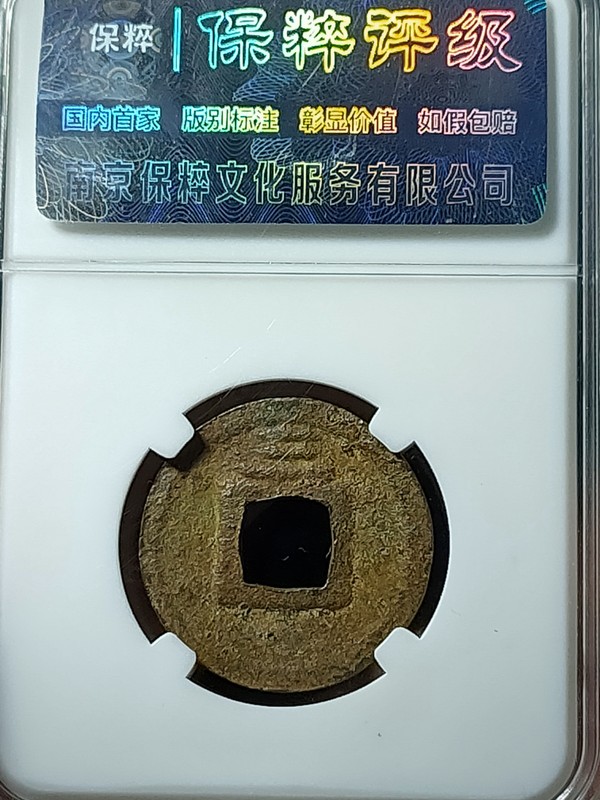 保粹 保粹评级
国内首家 版别标注 彰显价值 如假包赔
南京保粹文化服务有限公司